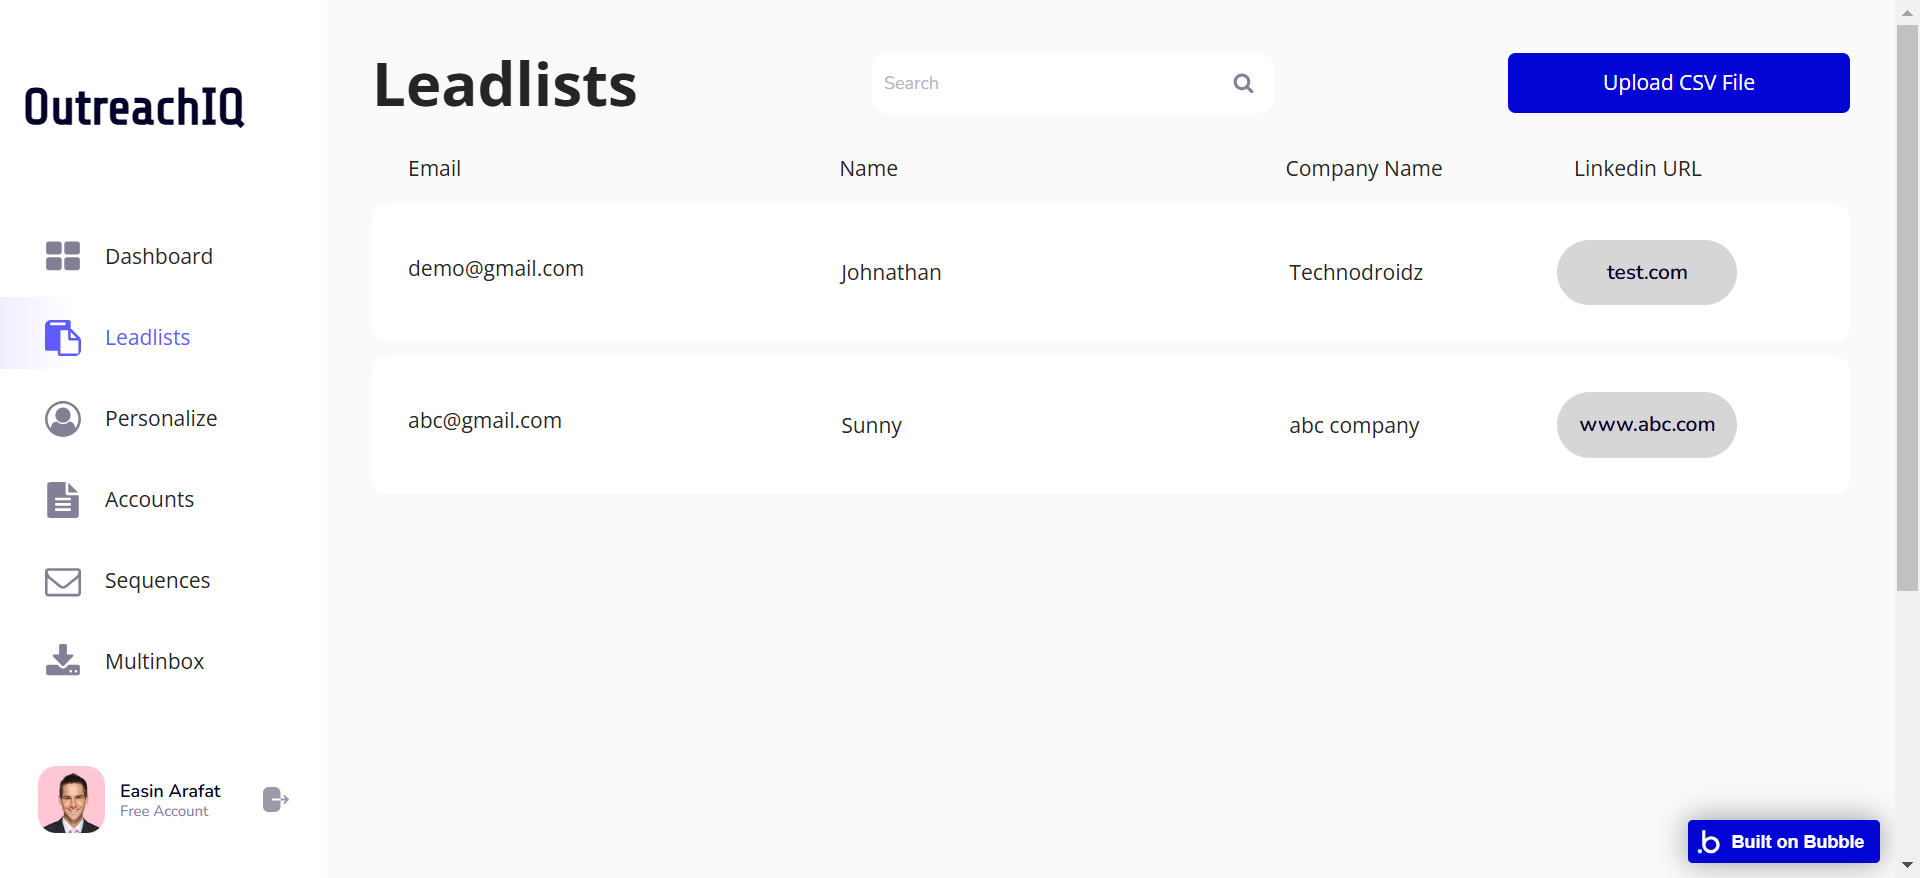 OutreachIQ
Dashboard
Leadlists
Personalize
Accounts
Sequences
Multinbox
Easin Arafat
Free Account
Leadlists
Search
Upload CSV File
Email Name Company Name Linkedin URL
demo@gmail.com Johnathan Technodroidz test.com
abc@gmail.com Sunny abc company www.abc.com
.b Built on Bubble